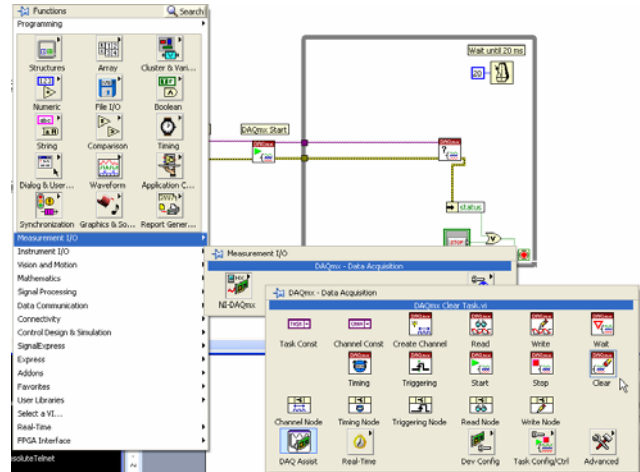 Functions
Search
Programming
Structures
Array
Cluster & Vari...
Numeric
File I/O
Boolean
String
Comparison
Timing
Dialog & User...
Waveform
Application C...
Synchronization
Graphics & So...
Report Gener...
Measurement I/O
Instrument I/O
Vision and Motion
Mathematics
Signal Processing
Data Communication
Connectivity
Control Design & Simulation
SignalExpress
Express
Addons
Favorites
User Libraries
Select a VI...
Real-Time
FPGA Interface
DAQmx Start
Wait until 20 ms
20
status
STOP
Measurement I/O
DAQmx - Data Acquisition
NI-DAQmx
DAQmx - Data Acquisition
DAQmx Clear Task.vi
Task Const
Channel Const
Create Channel
Read
Write
Wait
Timing
Triggering
Start
Stop
Clear
Channel Node
Timing Node
Triggering Node
Read Node
Write Node
DAQ Assist
Real-Time
Dev Config
Task Config/Ctrl
Advanced
soluteTelnet